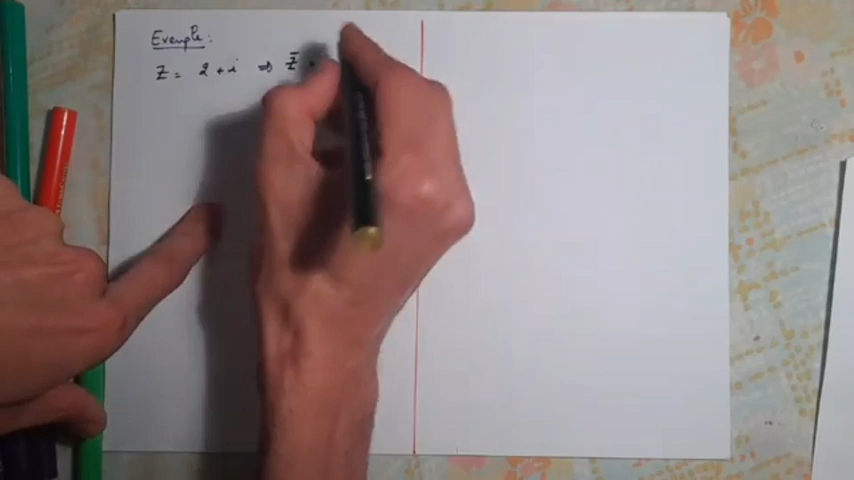 Exemple :
Z = 2 + i ⇒ Z̄ =